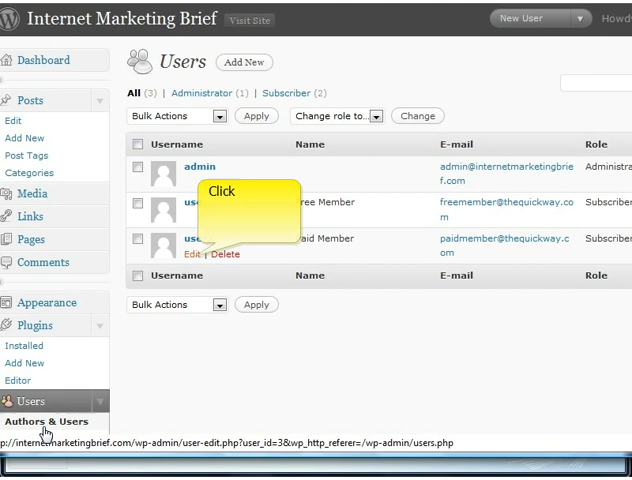 Internet Marketing Brief Visit Site New User Howdy
Dashboard
Users Add New
All (3) | Administrator (1) | Subscriber (2)
Posts
Bulk Actions Apply Change role to... Change
Edit
Add New
Post Tags
Categories
Username Name E-mail Role
admin admin@internetmarketingbrie
f.com Administra
Media
Links
Pages
Comments
Click
use ree Member freemember@thequickway.co
m Subscriber
use aid Member paidmember@thequickway.c
om Subscriber
Edit | Delete
Username Name E-mail Role
Bulk Actions Apply
Appearance
Plugins
Installed
Add New
Editor
Users
Authors & Users
p://internetmarketingbrief.com/wp-admin/user-edit.php?user_id=3&wp_http_referer=/wp-admin/users.php